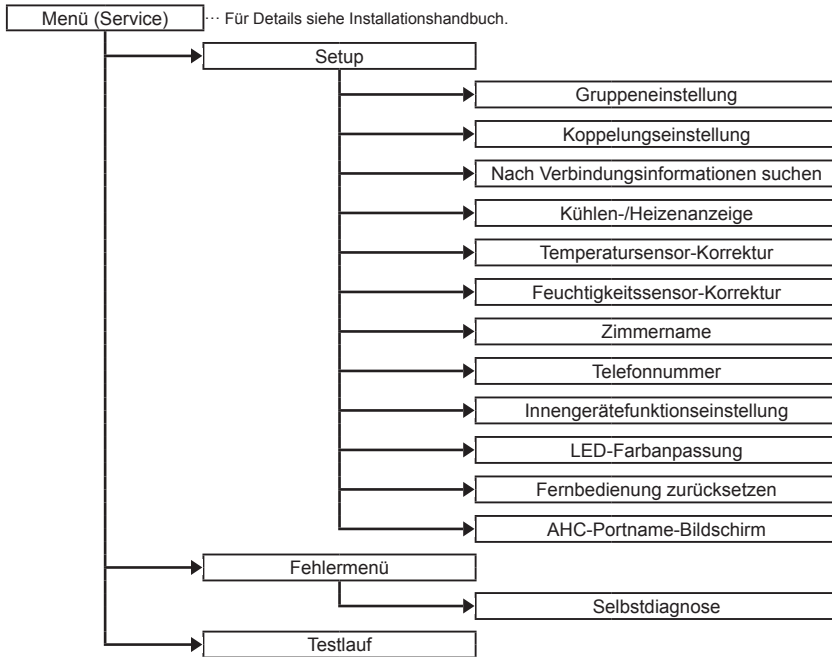 Menü (Service) ··· Für Details siehe Installationshandbuch.
Setup
Gruppeneinstellung
Koppelungseinstellung
Nach Verbindungsinformationen suchen
Kühlen-/Heizenanzeige
Temperatursensor-Korrektur
Feuchtigkeitssensor-Korrektur
Zimmername
Telefonnummer
Innengerätefunktionseinstellung
LED-Farbanpassung
Fernbedienung zurücksetzen
AHC-Portname-Bildschirm
Fehlermenü
Selbstdiagnose
Testlauf